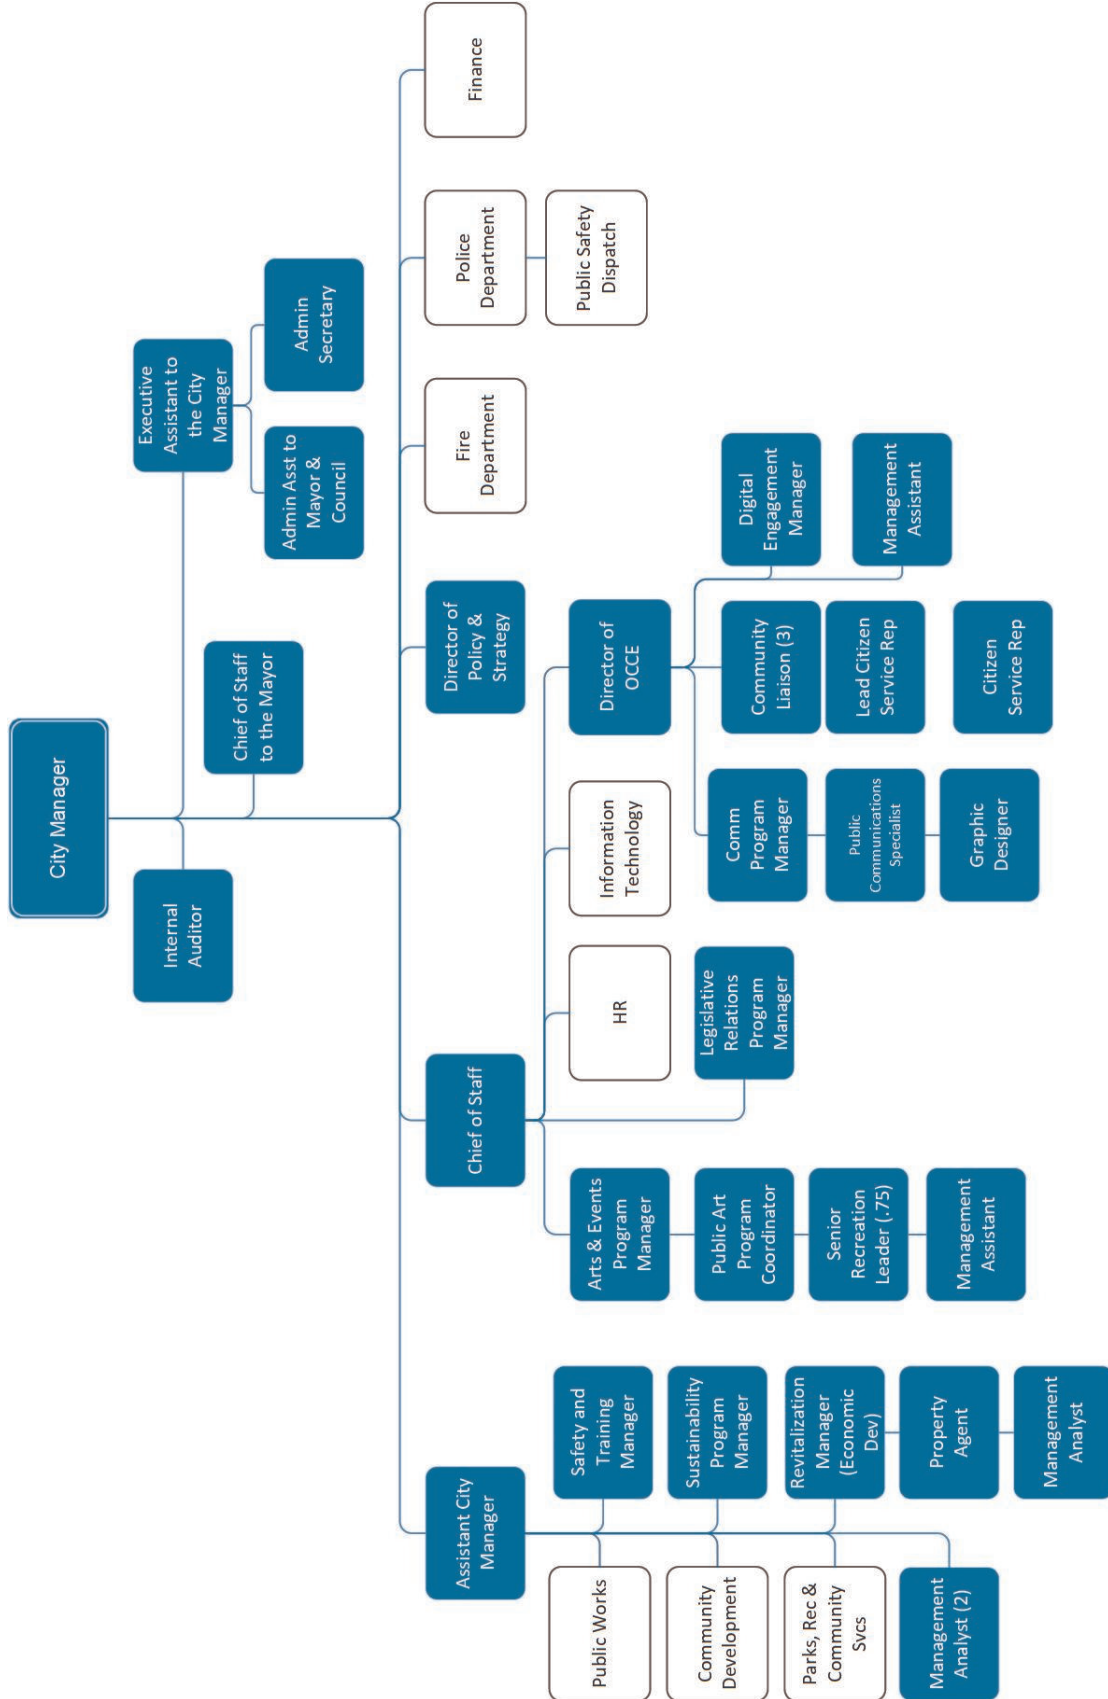 City Manager
Internal
Auditor
Executive
Assistant to
the City
Manager
Chief of Staff
to the Mayor
Admin Asst to
Mayor &
Council
Admin
Secretary
Assistant City
Manager
Chief of Staff
Director of
Policy &
Strategy
Fire
Department
Police
Department
Finance
Public Safety
Dispatch
Public Works
Safety and
Training
Manager
Community
Development
Sustainability
Program
Manager
Parks, Rec &
Community
Svcs
Revitalization
Manager
(Economic
Dev)
Management
Analyst (2)
Property
Agent
Management
Analyst
Arts & Events
Program
Manager
Public Art
Program
Coordinator
Senior
Recreation
Leader (.75)
Management
Assistant
HR
Legislative
Relations
Program
Manager
Information
Technology
Director of
OCCE
Comm
Program
Manager
Public
Communications
Specialist
Graphic
Designer
Community
Liaison (3)
Lead Citizen
Service Rep
Citizen
Service Rep
Digital
Engagement
Manager
Management
Assistant